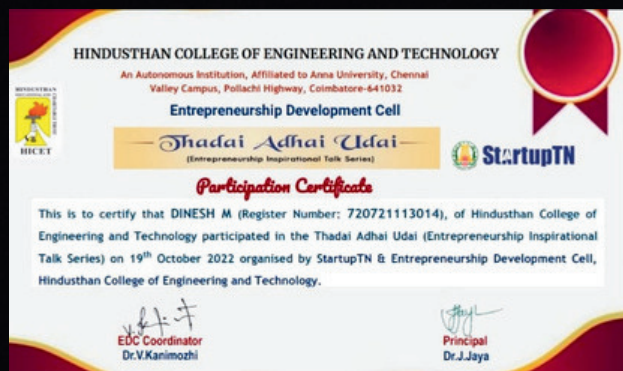 HINDUSTHAN COLLEGE OF ENGINEERING AND TECHNOLOGY
An Autonomous Institution, Affiliated to Anna University, Chennai
Valley Campus, Pollachi Highway, Coimbatore-641032
HINDUSTHAN
HICET
Entrepreneurship Development Cell
Thadai Adhai Udai
(Entrepreneurship Inspirational Talk Series)
StartupTN
Participation Certificate
This is to certify that DINESH M (Register Number: 720721113014), of Hindusthan College of
Engineering and Technology participated in the Thadai Adhai Udai (Entrepreneurship Inspirational
Talk Series) on 19th October 2022 organised by StartupTN & Entrepreneurship Development Cell,
Hindusthan College of Engineering and Technology.
EDC Coordinator
Dr.V.Kanimozhi
Principal
Dr.J.Jaya